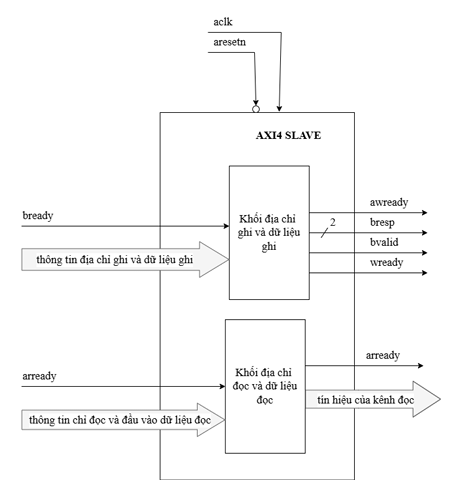 aclk
aresetn
AXI4 SLAVE
Khối địa chỉ
ghi và dữ liệu
ghi
bready
thông tin địa chỉ ghi và dữ liệu ghi
awready
2
bresp
bvalid
wready
Khối địa chỉ
đọc và dữ liệu
đọc
arready
thông tin chỉ đọc và đầu vào dữ liệu đọc
arready
tín hiệu của kênh đọc